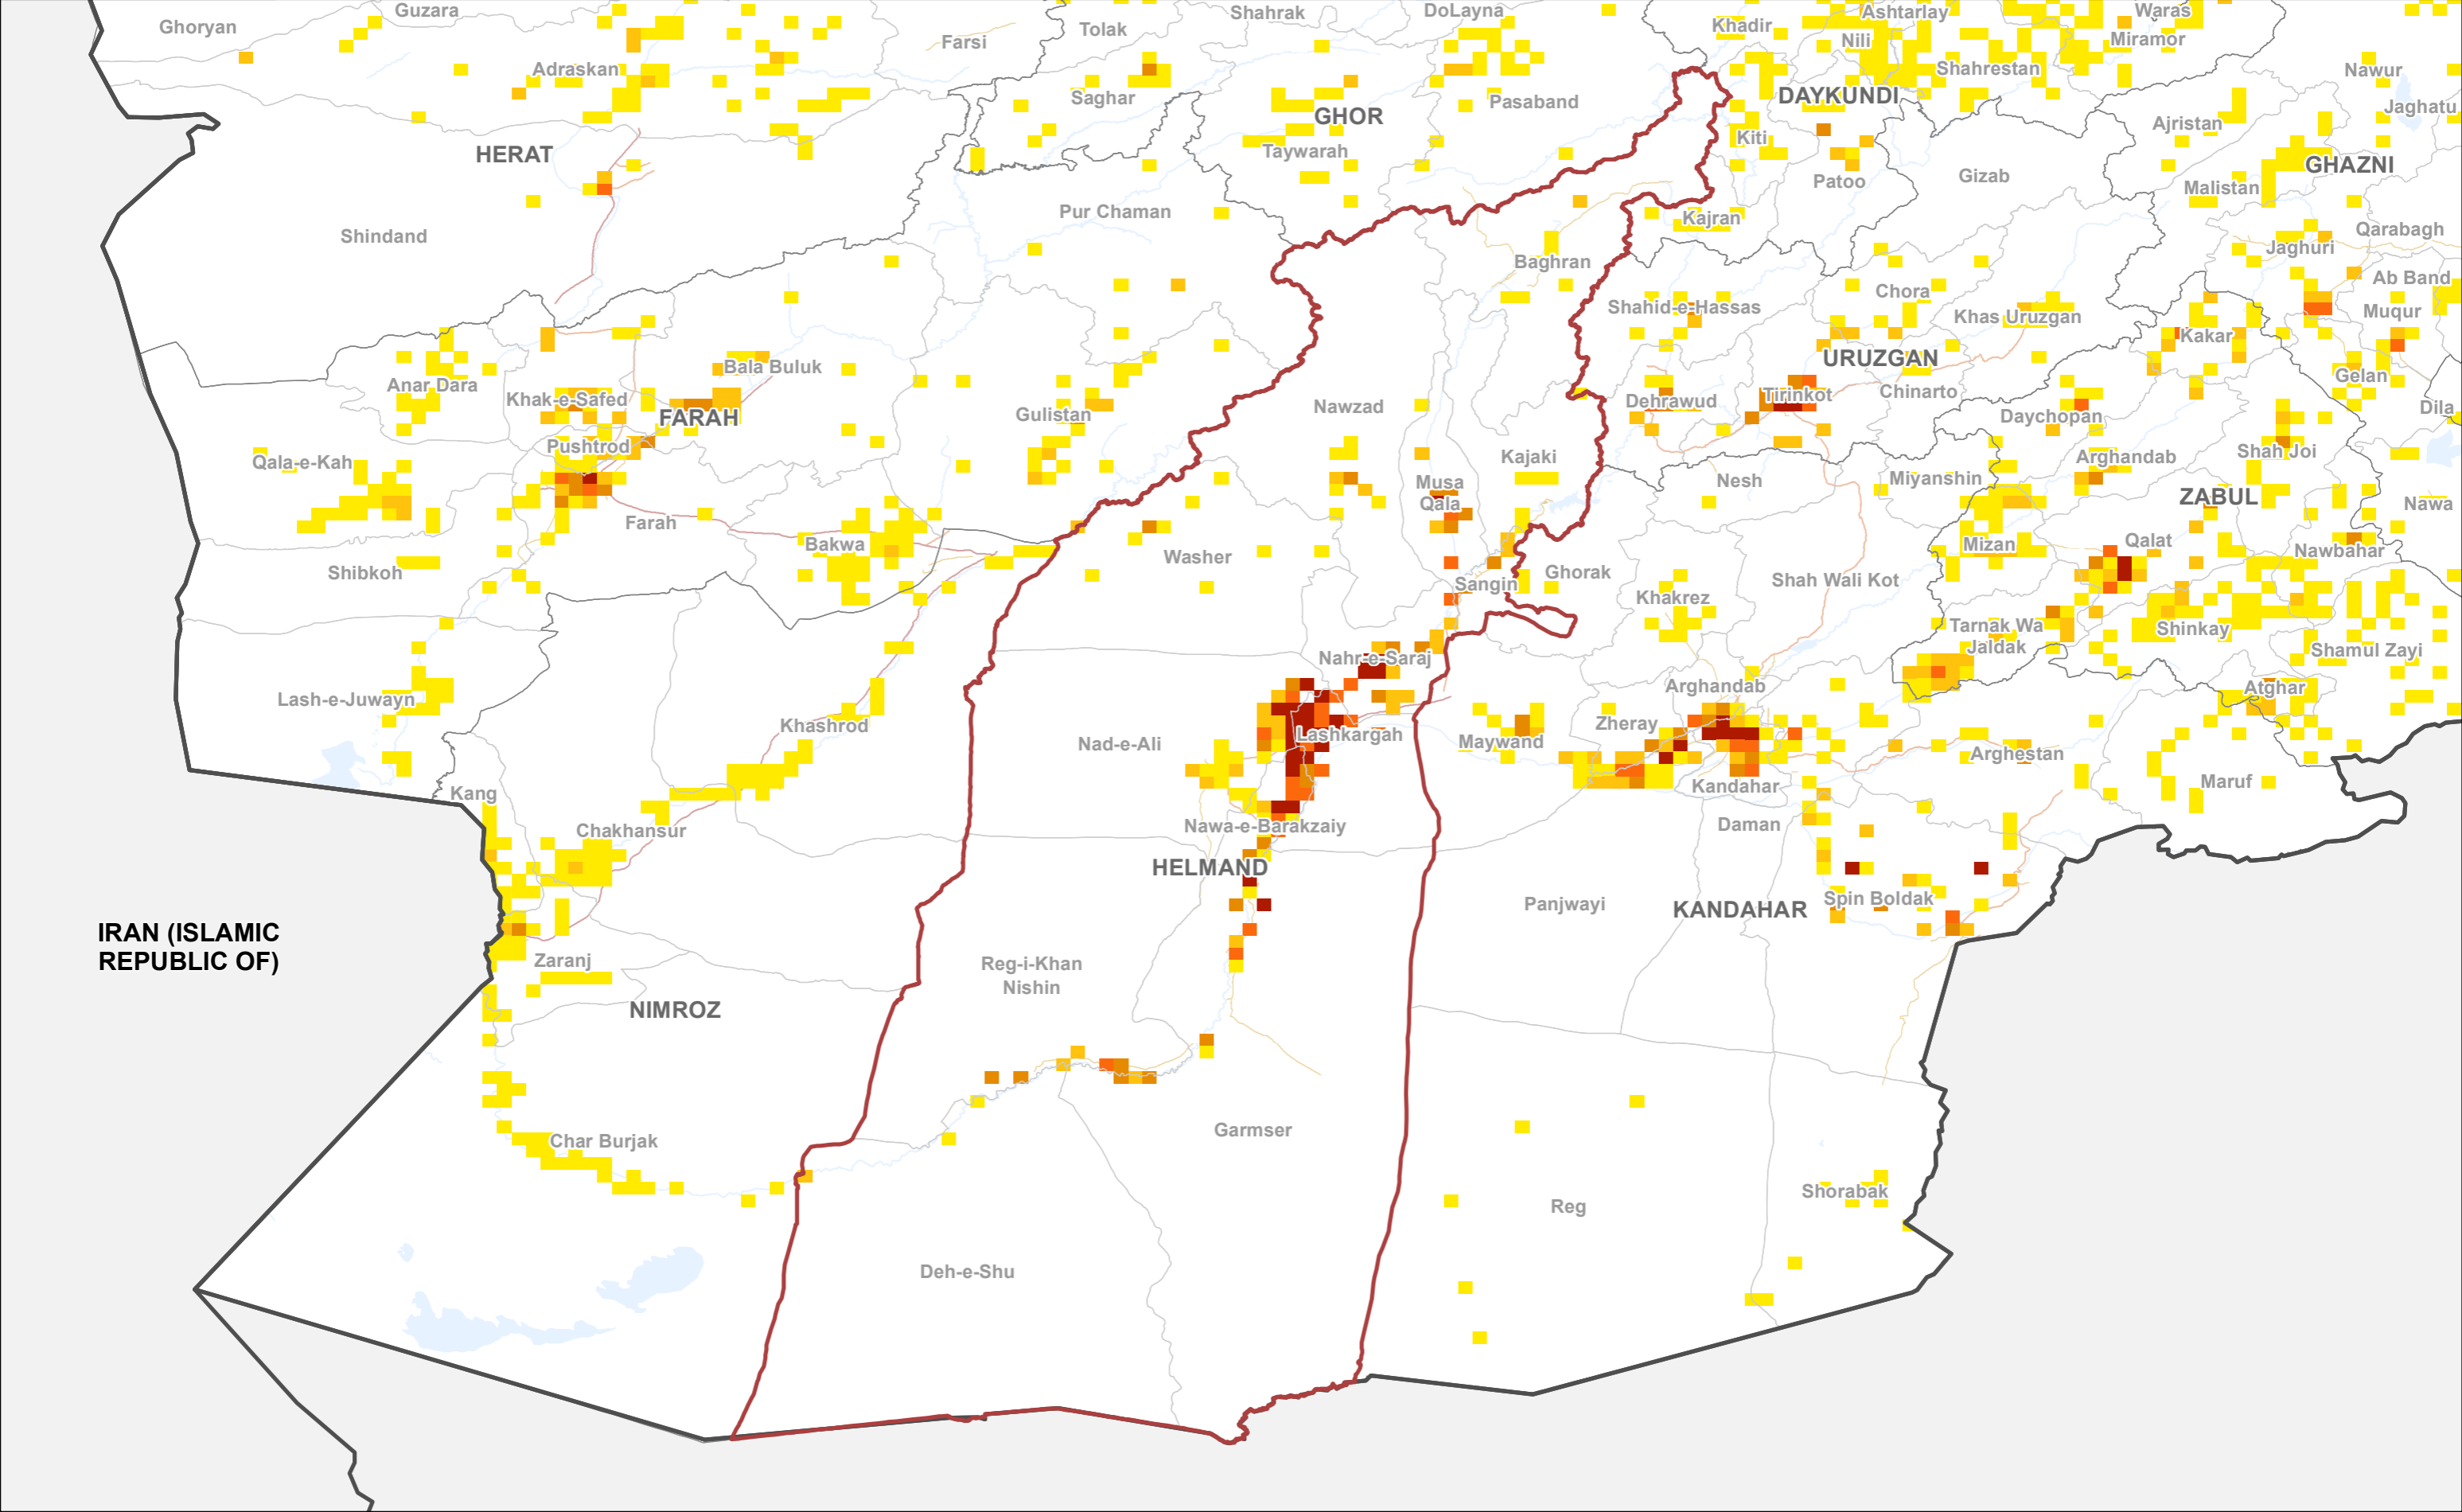 Ghoryan
Guzara
Farsi
Tolak
Shahrak
DoLayna
Khadir
Ashtarlay
Waras
Nili
Miramor
Adraskan
Saghar
Pasaband
Shahrestan
Nawur
DAYKUNDI
Jaghatu
GHOR
Ajristan
HERAT
Taywarah
Kiti
GHAZNI
Patoo
Gizab
Malistan
Shindand
Pur Chaman
Kajran
Qarabagh
Jaghuri
Baghran
Ab Band
Shahid-e-Hassas
Chora
Khas Uruzgan
Muqur
Kakar
Anar Dara
Bala Buluk
URUZGAN
Gelan
Khak-e-Safed
FARAH
Gulistan
Nawzad
Dehrawud
Tirinkot
Chinarto
Daychopan
Dila
Pushtrod
Qala-e-Kah
Kajaki
Arghandab
Shah Joi
Musa
Qala
Nesh
Miyanshin
ZABUL
Nawa
Farah
Bakwa
Washer
Mizan
Qalat
Nawbahar
Shibkoh
Sangin
Ghorak
Shah Wali Kot
Khakrez
Tarnak Wa
Jaldak
Shinkay
Shamul Zayi
Nahr-e-Saraj
Lash-e-Juwayn
Arghandab
Atghar
Khashrod
Nad-e-Ali
Lashkargah
Maywand
Zheray
Arghestan
Kang
Kandahar
Maruf
Chakhansur
Nawa-e-Barakzaiy
Daman
HELMAND
IRAN (ISLAMIC
REPUBLIC OF)
Panjwayi
KANDAHAR
Spin Boldak
Zaranj
Reg-i-Khan
Nishin
NIMROZ
Char Burjak
Garmser
Shorabak
Reg
Deh-e-Shu